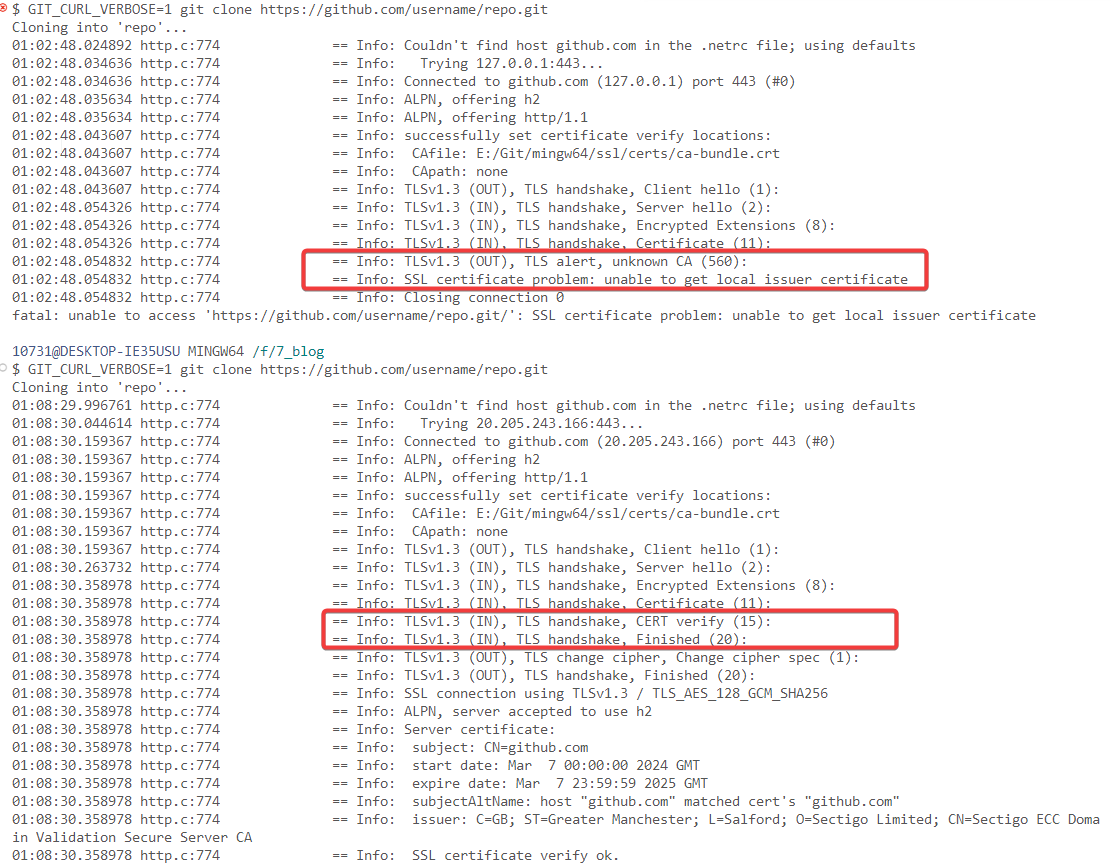 $ GIT_CURL_VERBOSE=1 git clone https://github.com/username/repo.git
Cloning into 'repo'...
01:02:48.024892 http.c:774              == Info: Couldn't find host github.com in the .netrc file; using defaults
01:02:48.034636 http.c:774              == Info:   Trying 127.0.0.1:443...
01:02:48.034636 http.c:774              == Info: Connected to github.com (127.0.0.1) port 443 (#0)
01:02:48.035634 http.c:774              == Info: ALPN, offering h2
01:02:48.035634 http.c:774              == Info: ALPN, offering http/1.1
01:02:48.043607 http.c:774              == Info: successfully set certificate verify locations:
01:02:48.043607 http.c:774              == Info:  CAfile: E:/Git/mingw64/ssl/certs/ca-bundle.crt
01:02:48.043607 http.c:774              == Info:  CApath: none
01:02:48.043607 http.c:774              == Info: TLSv1.3 (OUT), TLS handshake, Client hello (1):
01:02:48.054326 http.c:774              == Info: TLSv1.3 (IN), TLS handshake, Server hello (2):
01:02:48.054326 http.c:774              == Info: TLSv1.3 (IN), TLS handshake, Encrypted Extensions (8):
01:02:48.054326 http.c:774              == Info: TLSv1.3 (IN), TLS handshake, Certificate (11):
01:02:48.054832 http.c:774              == Info: TLSv1.3 (OUT), TLS alert, unknown CA (560):
01:02:48.054832 http.c:774              == Info: SSL certificate problem: unable to get local issuer certificate
01:02:48.054832 http.c:774              == Info: Closing connection 0
fatal: unable to access 'https://github.com/username/repo.git/': SSL certificate problem: unable to get local issuer certificate
10731@DESKTOP-IE35USU MINGW64 /f/7_blog
$ GIT_CURL_VERBOSE=1 git clone https://github.com/username/repo.git
Cloning into 'repo'...
01:08:29.996761 http.c:774              == Info: Couldn't find host github.com in the .netrc file; using defaults
01:08:30.044614 http.c:774              == Info:   Trying 20.205.243.166:443...
01:08:30.159367 http.c:774              == Info: Connected to github.com (20.205.243.166) port 443 (#0)
01:08:30.159367 http.c:774              == Info: ALPN, offering h2
01:08:30.159367 http.c:774              == Info: ALPN, offering http/1.1
01:08:30.159367 http.c:774              == Info: successfully set certificate verify locations:
01:08:30.159367 http.c:774              == Info:  CAfile: E:/Git/mingw64/ssl/certs/ca-bundle.crt
01:08:30.159367 http.c:774              == Info:  CApath: none
01:08:30.159367 http.c:774              == Info: TLSv1.3 (OUT), TLS handshake, Client hello (1):
01:08:30.263732 http.c:774              == Info: TLSv1.3 (IN), TLS handshake, Server hello (2):
01:08:30.358978 http.c:774              == Info: TLSv1.3 (IN), TLS handshake, Encrypted Extensions (8):
01:08:30.358978 http.c:774              == Info: TLSv1.3 (IN), TLS handshake, Certificate (11):
01:08:30.358978 http.c:774              == Info: TLSv1.3 (IN), TLS handshake, CERT verify (15):
01:08:30.358978 http.c:774              == Info: TLSv1.3 (IN), TLS handshake, Finished (20):
01:08:30.358978 http.c:774              == Info: TLSv1.3 (OUT), TLS change cipher, Change cipher spec (1):
01:08:30.358978 http.c:774              == Info: TLSv1.3 (OUT), TLS handshake, Finished (20):
01:08:30.358978 http.c:774              == Info: SSL connection using TLSv1.3 / TLS_AES_128_GCM_SHA256
01:08:30.358978 http.c:774              == Info: ALPN, server accepted to use h2
01:08:30.358978 http.c:774              == Info: Server certificate:
01:08:30.358978 http.c:774              == Info:  subject: CN=github.com
01:08:30.358978 http.c:774              == Info:  start date: Mar  7 00:00:00 2024 GMT
01:08:30.358978 http.c:774              == Info:  expire date: Mar  7 23:59:59 2025 GMT
01:08:30.358978 http.c:774              == Info:  subjectAltName: host "github.com" matched cert's "github.com"
01:08:30.358978 http.c:774              == Info:  issuer: C=GB; ST=Greater Manchester; L=Salford; O=Sectigo Limited; CN=Sectigo ECC Doma
in Validation Secure Server CA
01:08:30.358978 http.c:774              == Info:  SSL certificate verify ok.